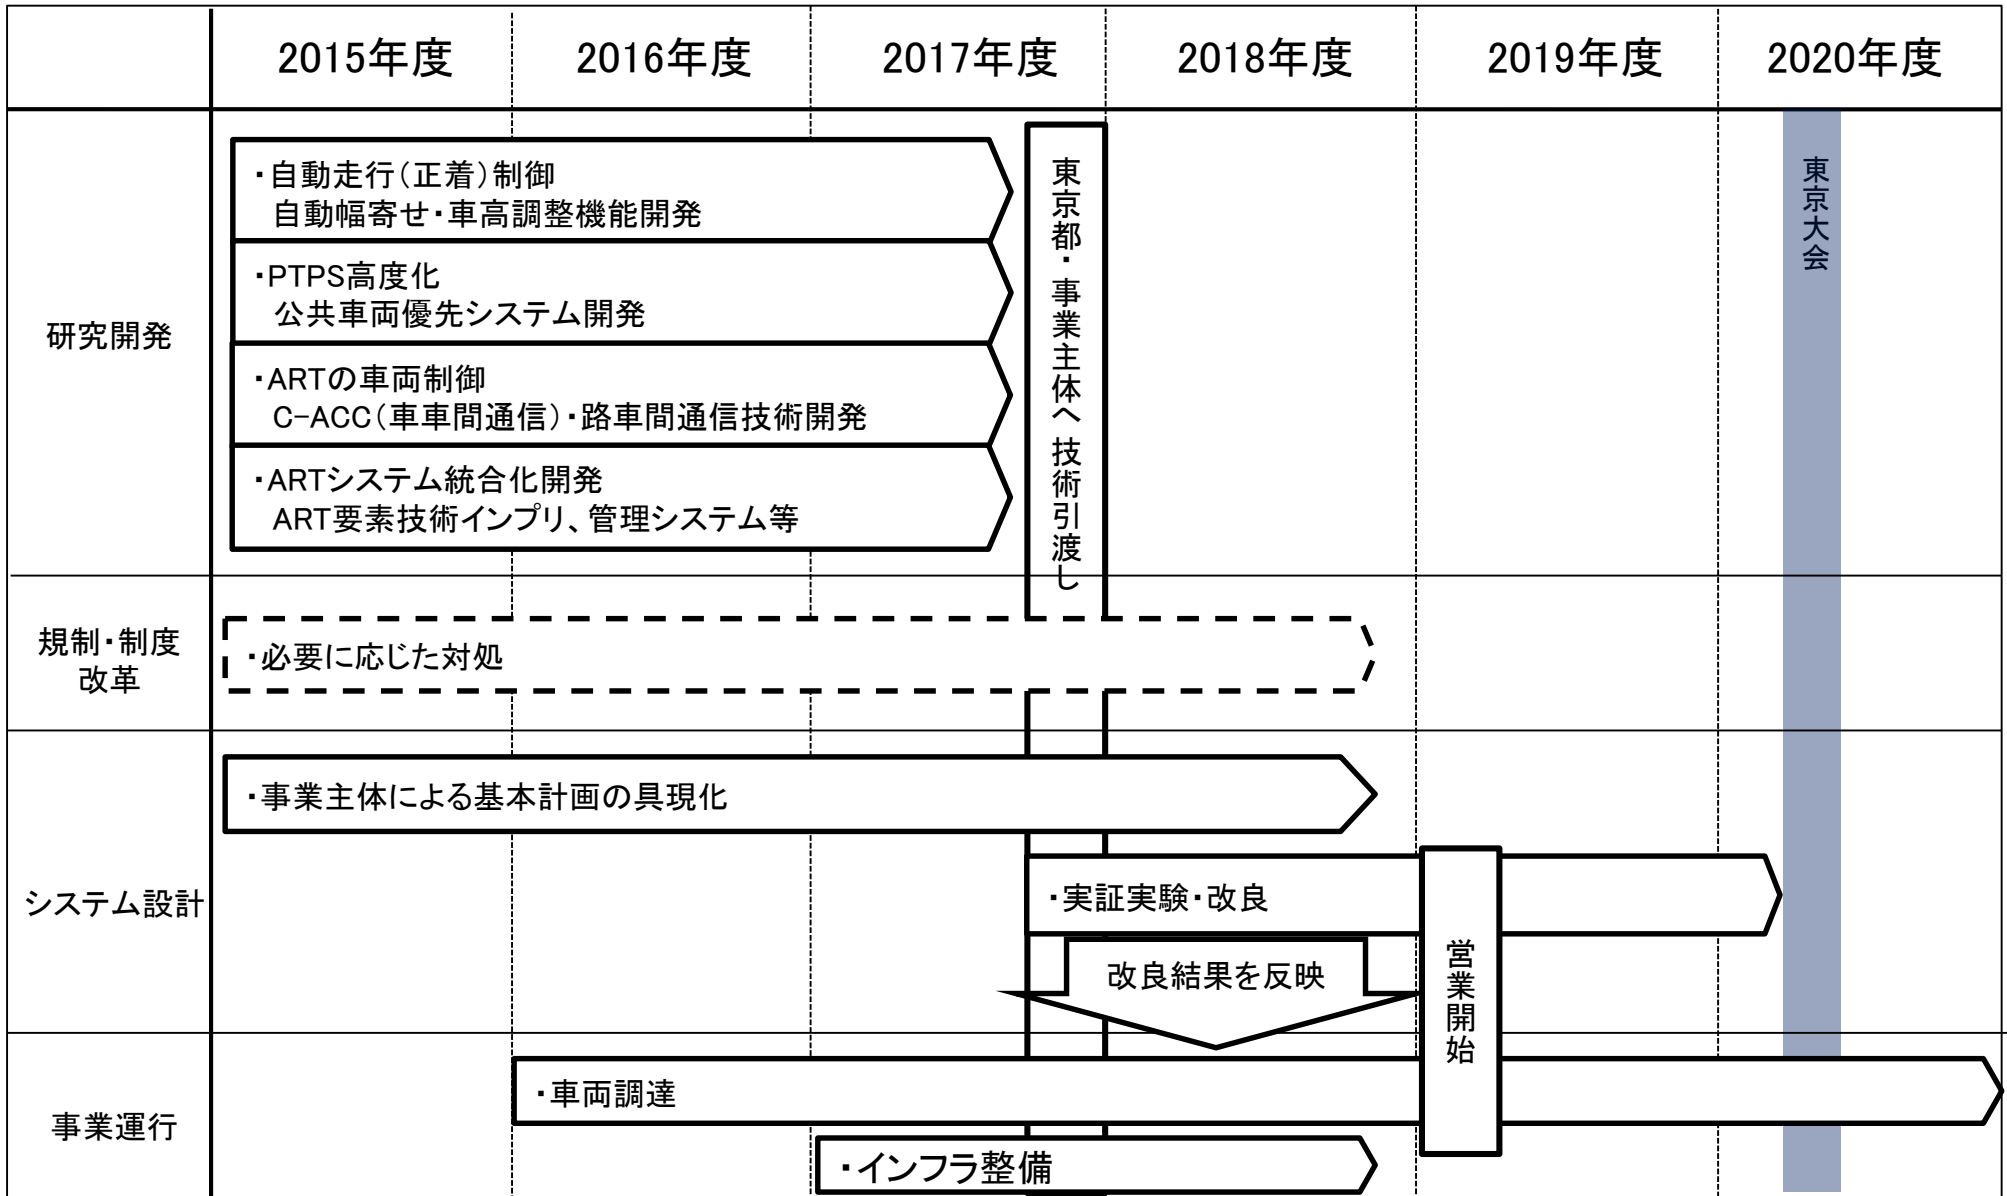 2015年度
2016年度
2017年度
2018年度
2019年度
2020年度
研究開発
・自動走行(正着)制御
自動幅寄せ・車高調整機能開発
・PTPS高度化
公共車両優先システム開発
・ARTの車両制御
C-ACC(車車間通信)・路車間通信技術開発
・ARTシステム統合化開発
ART要素技術インプリ、管理システム等
東京都・事業主体へ技術引渡し
東京大会
規制・制度
改革
・必要に応じた対処
システム設計
・事業主体による基本計画の具現化
・実証実験・改良
改良結果を反映
営業開始
事業運行
・車両調達
・インフラ整備